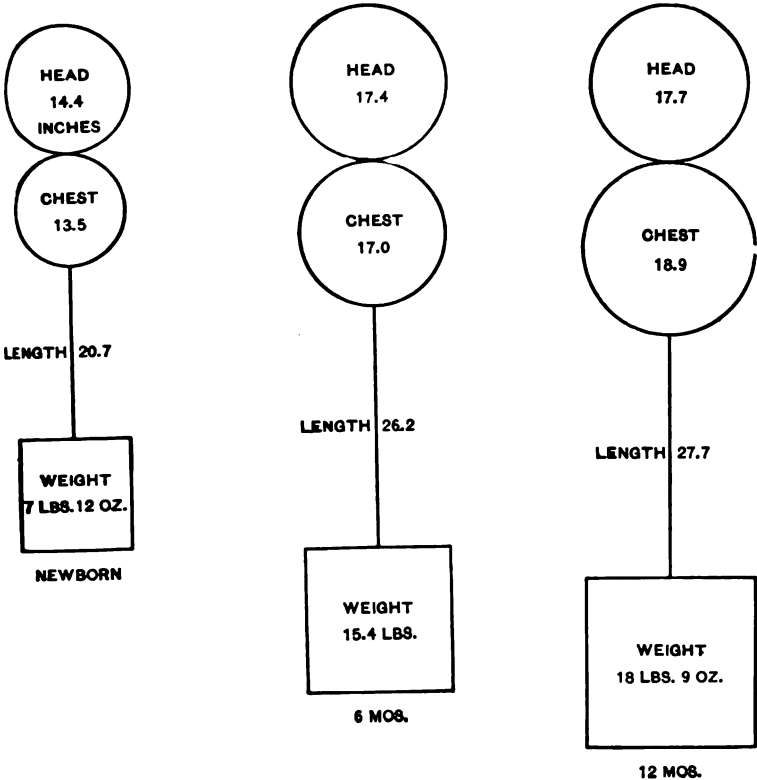 HEAD
14.4
INCHES
CHEST
13.5
LENGTH 20.7
WEIGHT
7 LBS. 12 OZ.
NEWBORN
HEAD
17.4
CHEST
17.0
LENGTH 26.2
WEIGHT
15.4 LBS.
6 MOS.
HEAD
17.7
CHEST
18.9
LENGTH 27.7
WEIGHT
18 LBS. 9 OZ.
12 MOS.